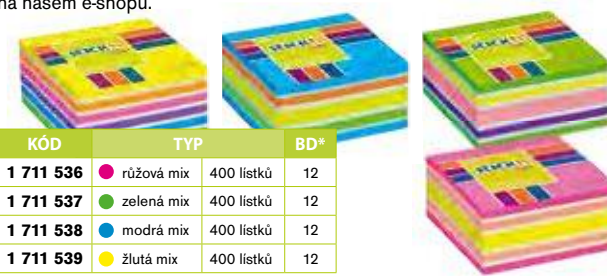 na našem e-shopu.
KÓD TYP BD*
1 711 536 růžová mix 400 lístků 12
1 711 537 zelená mix 400 lístků 12
1 711 538 modrá mix 400 lístků 12
1 711 539 žlutá mix 400 lístků 12